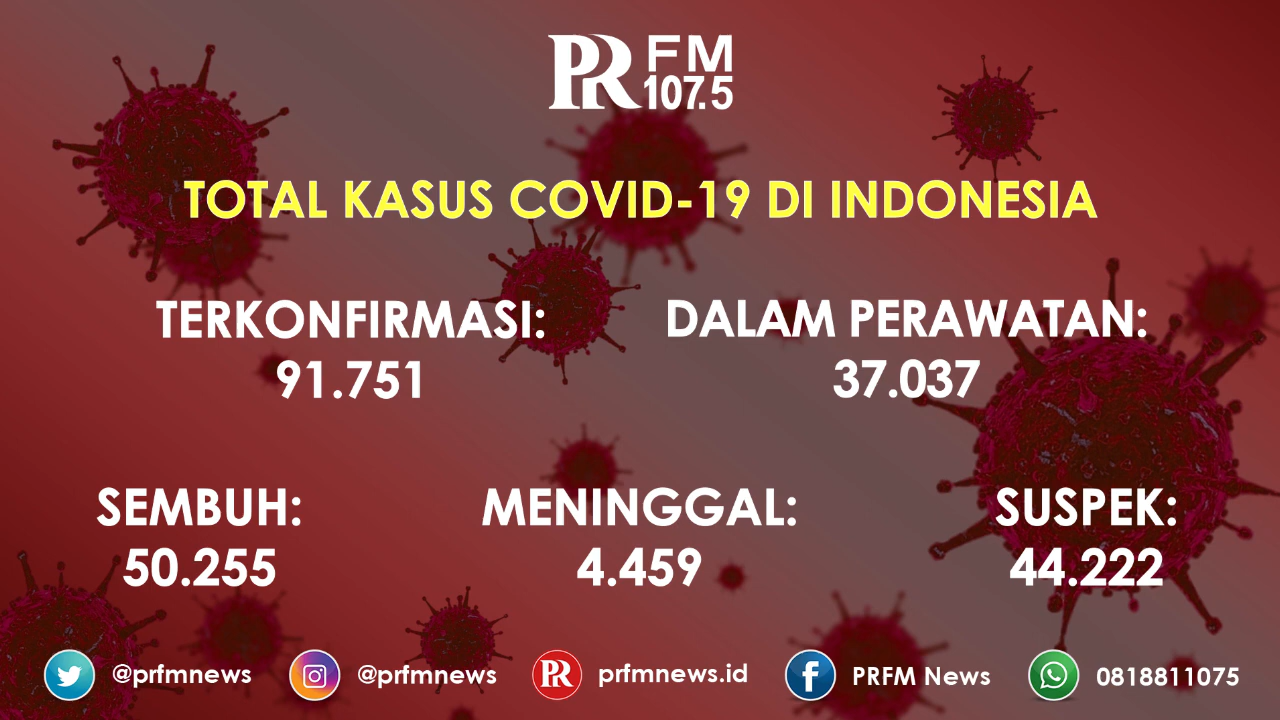 PR FM
107.5
TOTAL KASUS COVID-19 DI INDONESIA
TERKONFIRMASI:
91.751
DALAM PERAWATAN:
37.037
SEMBUH:
50.255
MENINGGAL:
4.459
SUSPEK:
44.222
@prfmnews
@prfmnews
PR
prfmnews.id
PRFM News
0818811075